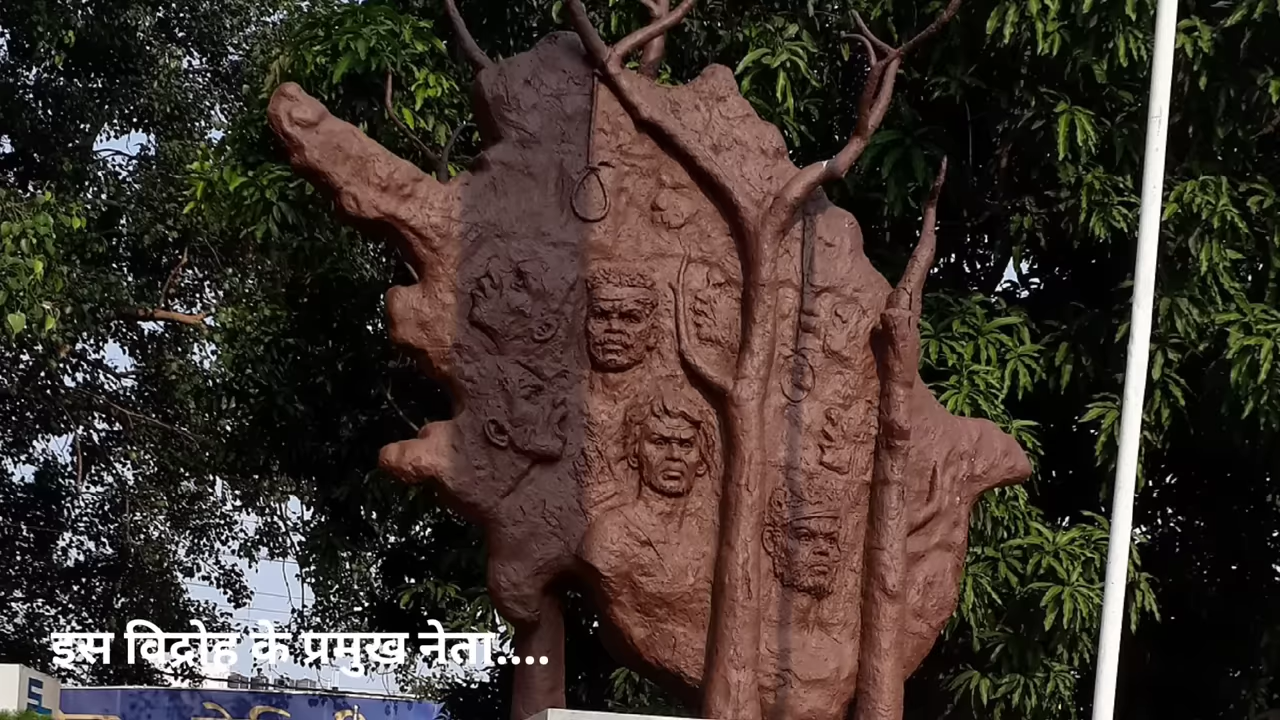 इस विद्रोह के प्रमुख नेता....